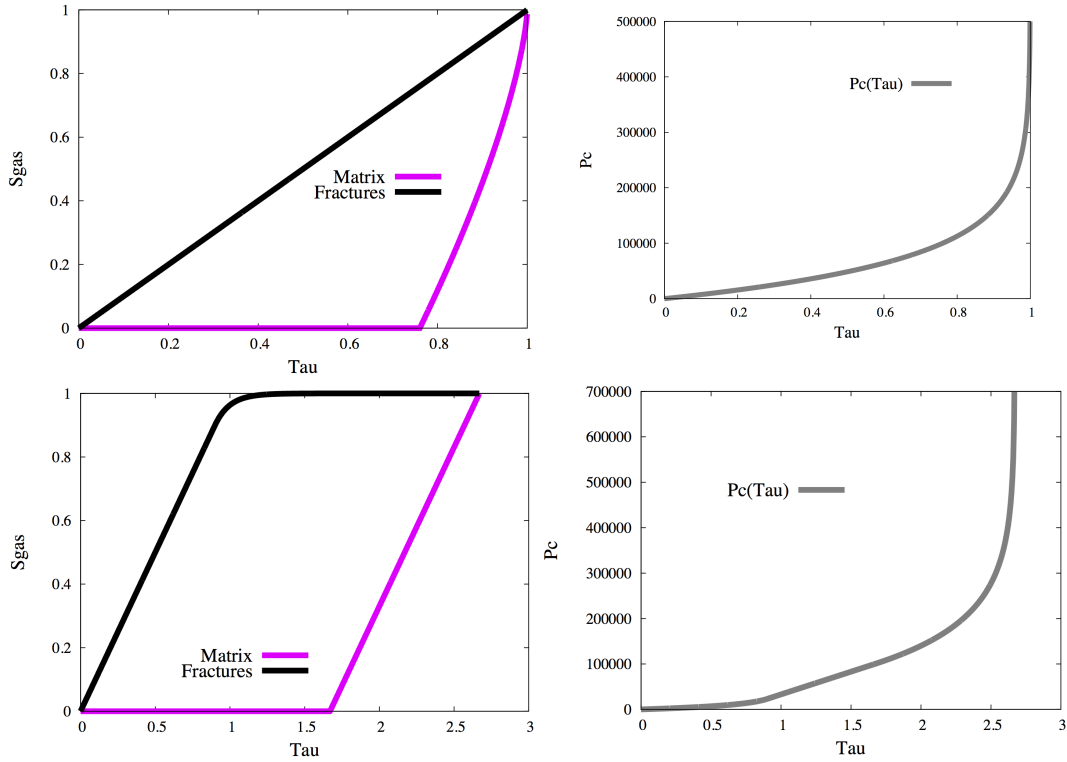 1
0.8
0.6
0.4
0.2
0
Sgas
Matrix
Fractures
0 0.2 0.4 0.6 0.8 1
Tau
500000
400000
300000
200000
100000
0
Pc
Pc(Tau)
0 0.2 0.4 0.6 0.8 1
Tau
1
0.8
0.6
0.4
0.2
0
Sgas
Matrix
Fractures
0 0.5 1 1.5 2 2.5 3
Tau
700000
600000
500000
400000
300000
200000
100000
0
Pc
Pc(Tau)
0 0.5 1 1.5 2 2.5 3
Tau